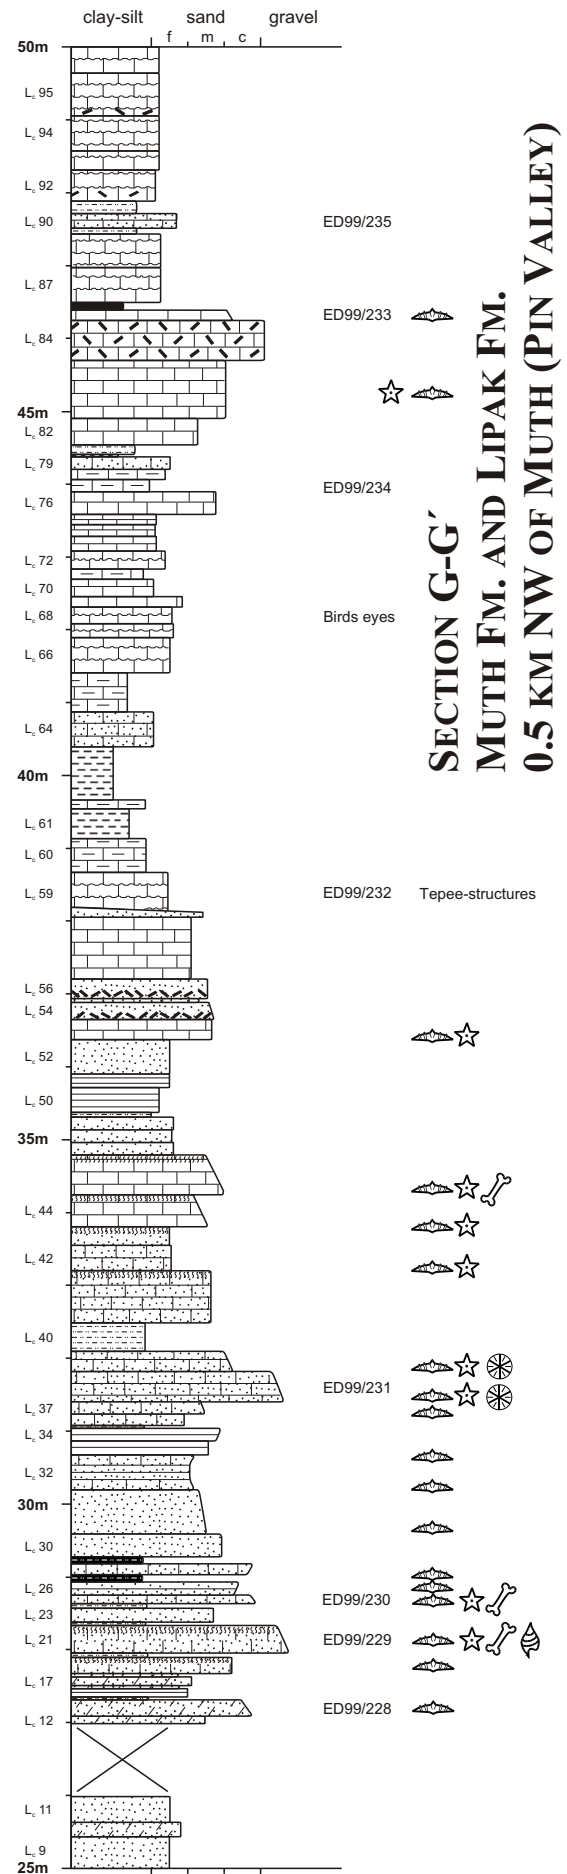 clay-silt sand gravel
f m c
50m
L꜀ 95
L꜀ 94
L꜀ 92
L꜀ 90 ED99/235
L꜀ 87
ED99/233
L꜀ 84
45m
L꜀ 82
L꜀ 79
ED99/234
L꜀ 76
L꜀ 72
L꜀ 70
L꜀ 68 Birds eyes
L꜀ 66
L꜀ 64
40m
L꜀ 61
L꜀ 60
L꜀ 59 ED99/232 Tepee-structures
L꜀ 56
L꜀ 54
L꜀ 52
L꜀ 50
35m
L꜀ 44
L꜀ 42
L꜀ 40
ED99/231
L꜀ 37
L꜀ 34
L꜀ 32
30m
L꜀ 30
L꜀ 26
ED99/230
L꜀ 23
L꜀ 21 ED99/229
L꜀ 17
ED99/228
L꜀ 12
L꜀ 11
L꜀ 9
25m
SECTION G-G´
MUTH FM. AND LIPAK FM.
0.5 KM NW OF MUTH (PIN VALLEY)